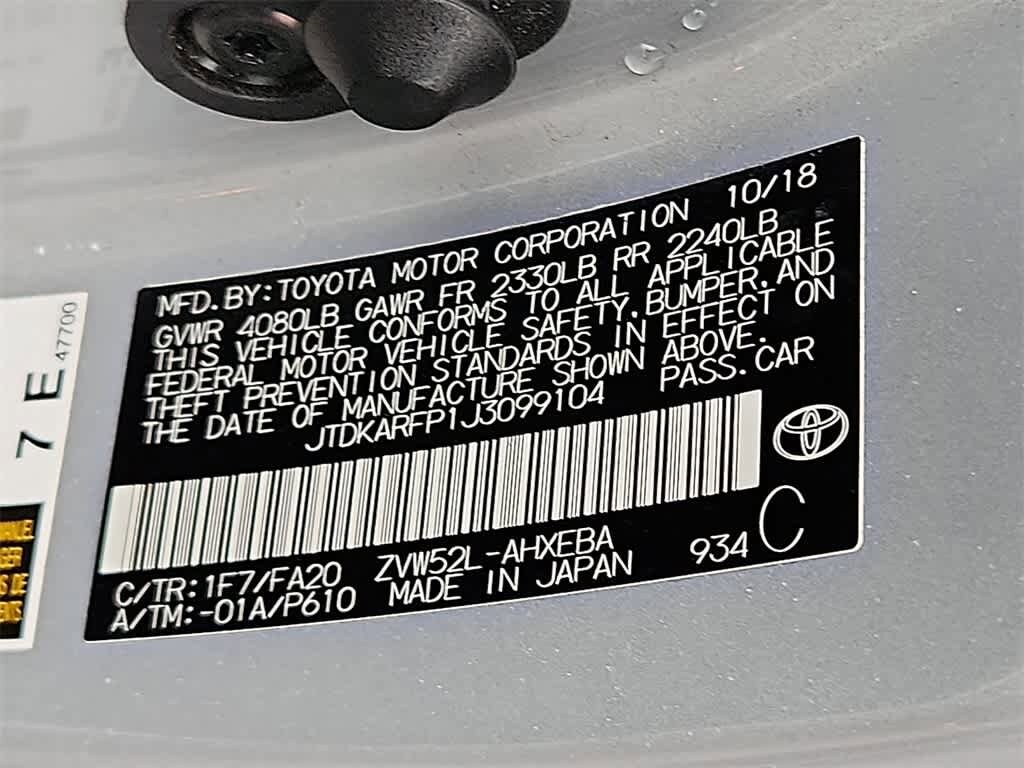 MFD.BY:TOYOTA MOTOR CORPORATION 10/18
GVWR 4080LB GAWR FR 2330LB RR 2240LB
THIS VEHICLE CONFORMS TO ALL APPLICABLE
FEDERAL MOTOR VEHICLE SAFETY,BUMPER,AND
THEFT PREVENTION STANDARDS IN EFFECT ON
THE DATE OF MANUFACTURE SHOWN ABOVE.
JTDKARFP1J3099104 PASS.CAR
C/TR:1F7/FA20 ZVW52L-AHXEBA 934 C
A/TM:-01A/P610 MADE IN JAPAN
7 E 47700